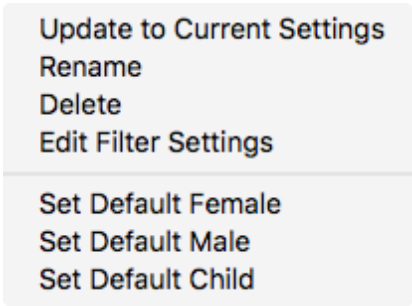 Update to Current Settings
Rename
Delete
Edit Filter Settings
Set Default Female
Set Default Male
Set Default Child